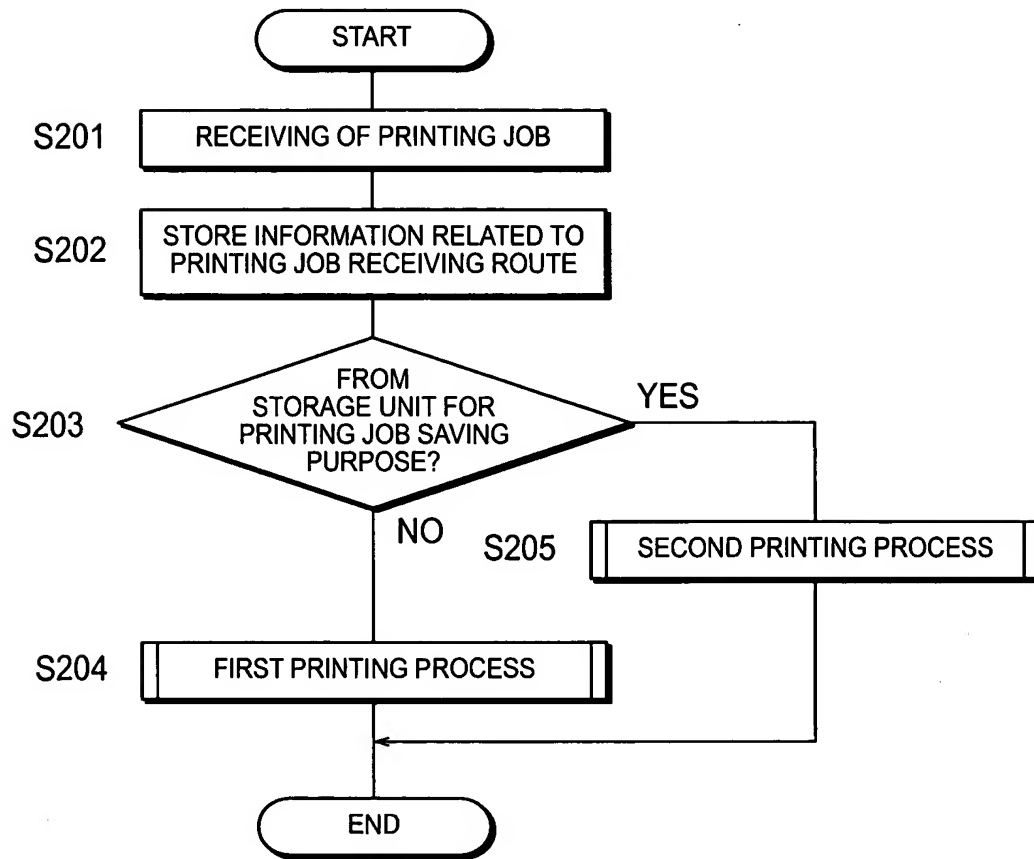 START
S201
RECEIVING OF PRINTING JOB
S202
STORE INFORMATION RELATED TO
PRINTING JOB RECEIVING ROUTE
S203
FROM
STORAGE UNIT FOR
PRINTING JOB SAVING
PURPOSE?
YES
NO
S205
SECOND PRINTING PROCESS
S204
FIRST PRINTING PROCESS
END